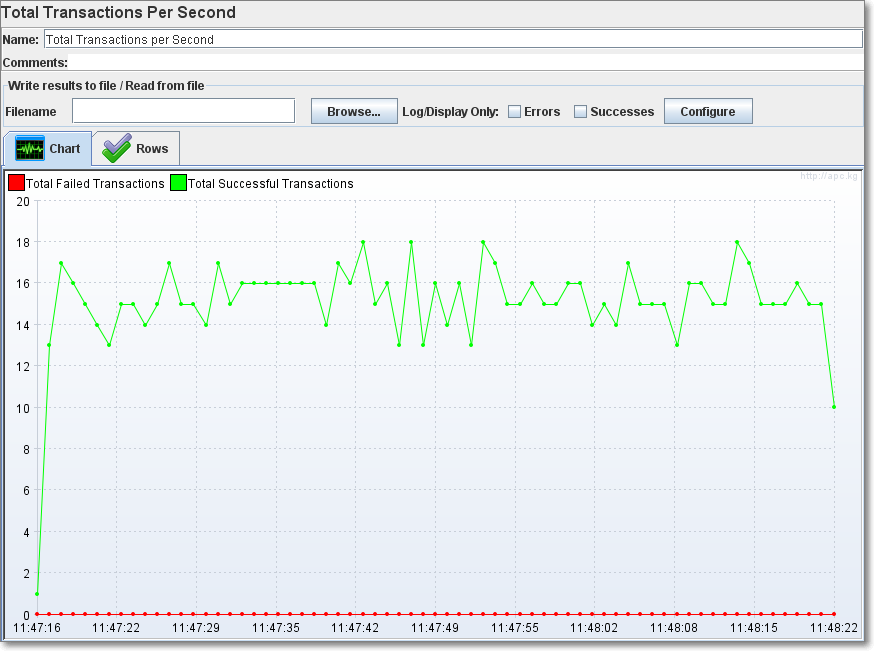 Total Transactions Per Second
Name: Total Transactions per Second
Comments:
Write results to file / Read from file
Filename Browse... Log/Display Only: Errors Successes Configure
Chart Rows
http://apc.kg
Total Failed Transactions Total Successful Transactions
20
18
16
14
12
10
8
6
4
2
0
11:47:16 11:47:22 11:47:29 11:47:35 11:47:42 11:47:49 11:47:55 11:48:02 11:48:08 11:48:15 11:48:22